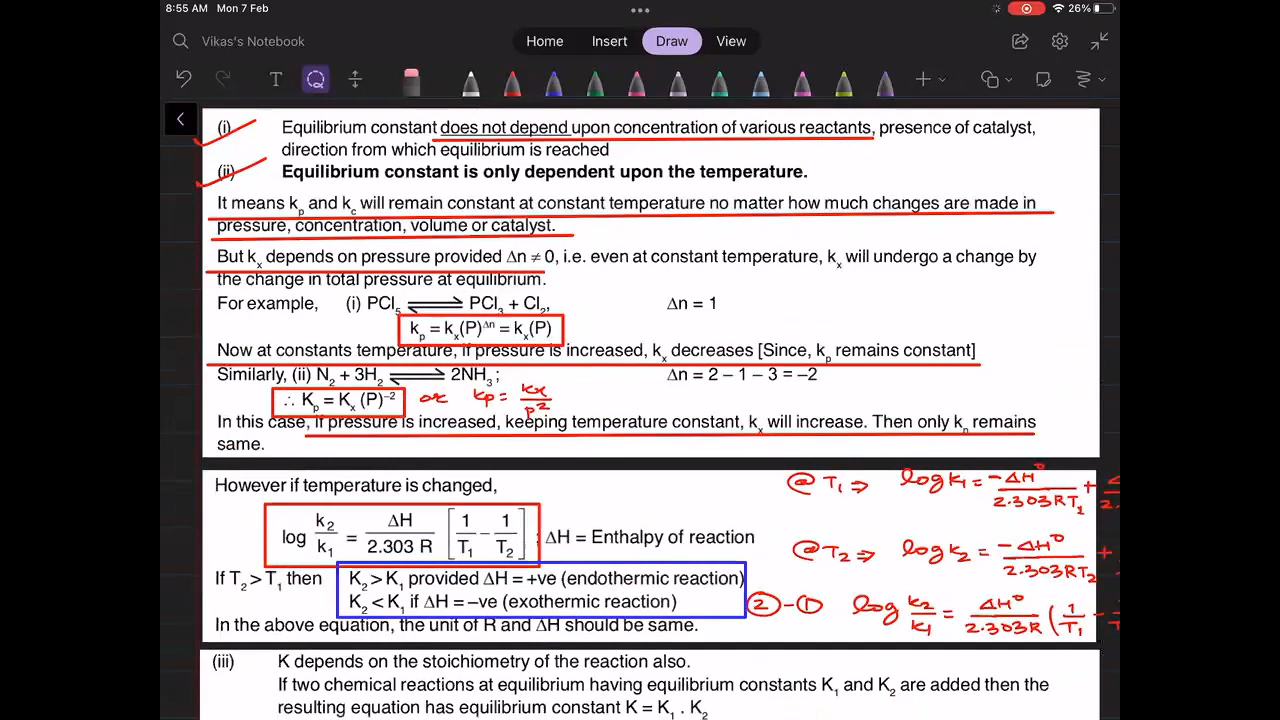 8:55 AM Mon 7 Feb
26%
Vikas's Notebook
Home Insert Draw View
(i) Equilibrium constant does not depend upon concentration of various reactants, presence of catalyst,
direction from which equilibrium is reached
(ii) Equilibrium constant is only dependent upon the temperature.
It means kp and kc will remain constant at constant temperature no matter how much changes are made in
pressure, concentration, volume or catalyst.
But kx depends on pressure provided Δn ≠ 0, i.e. even at constant temperature, kx will undergo a change by
the change in total pressure at equilibrium.
For example, (i) PCl5 ⇌ PCl3 + Cl2, Δn = 1
kp = kx(P)^Δn = kx(P)
Now at constants temperature, if pressure is increased, kx decreases [Since, kp remains constant]
Similarly, (ii) N2 + 3H2 ⇌ 2NH3 ; Δn = 2 – 1 – 3 = –2
∴ Kp = Kx (P)^–2 or kp = kx/p^2
In this case, if pressure is increased, keeping temperature constant, kx will increase. Then only kp remains
same.
However if temperature is changed,
@ T1 ⇒ log k1 = -ΔH°/2.303RT1 +
log k2/k1 = ΔH/2.303 R [1/T1 – 1/T2] ; ΔH = Enthalpy of reaction
@ T2 ⇒ log k2 = -ΔH°/2.303RT2 +
If T2 > T1 then K2 > K1 provided ΔH = +ve (endothermic reaction)
K2 < K1 if ΔH = –ve (exothermic reaction)
② - ① log k2/k1 = ΔH°/2.303R (1/T1 -
In the above equation, the unit of R and ΔH should be same.
(iii) K depends on the stoichiometry of the reaction also.
If two chemical reactions at equilibrium having equilibrium constants K1 and K2 are added then the
resulting equation has equilibrium constant K = K1 . K2